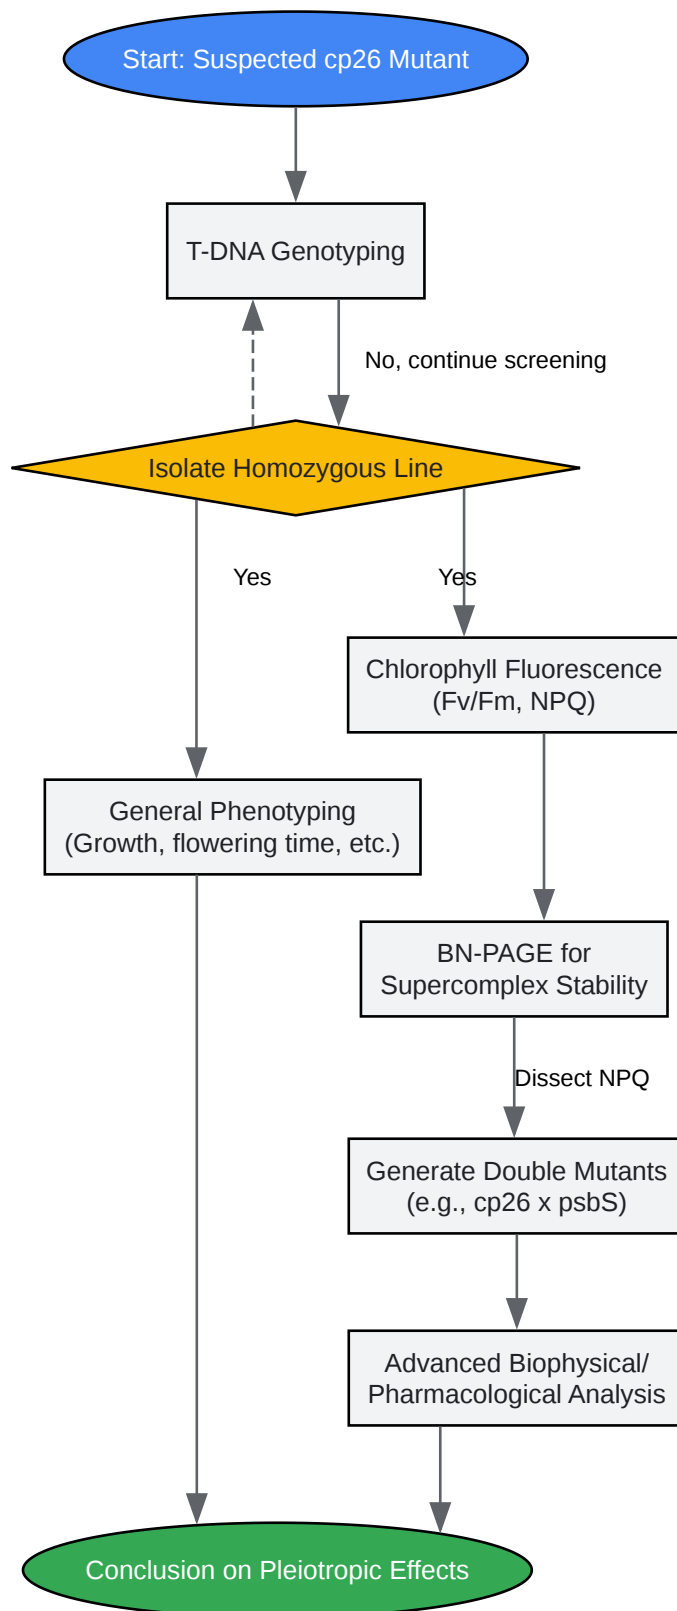 Start: Suspected cp26 Mutant
T-DNA Genotyping
No, continue screening
Isolate Homozygous Line
Yes
Yes
Chlorophyll Fluorescence
(Fv/Fm, NPQ)
General Phenotyping
(Growth, flowering time, etc.)
BN-PAGE for
Supercomplex Stability
Dissect NPQ
Generate Double Mutants
(e.g., cp26 x psbS)
Advanced Biophysical/
Pharmacological Analysis
Conclusion on Pleiotropic Effects